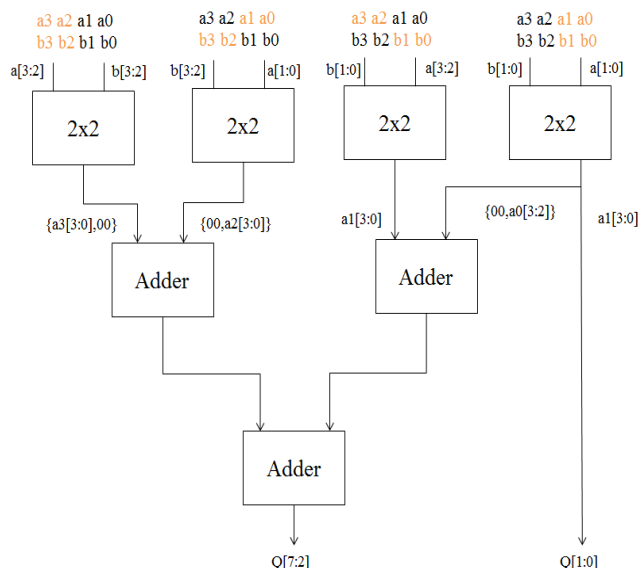 a3 a2 a1 a0 a3 a2 a1 a0 a3 a2 a1 a0 a3 a2 a1 a0
b3 b2 b1 b0 b3 b2 b1 b0 b3 b2 b1 b0 b3 b2 b1 b0
a[3:2] b[3:2] b[3:2] a[1:0] b[1:0] a[3:2] b[1:0] a[1:0]
2x2 2x2 2x2 2x2
{a3[3:0],00} {00,a2[3:0]} a1[3:0] {00,a0[3:2]} a1[3:0]
Adder Adder
Adder
Q[7:2] Q[1:0]